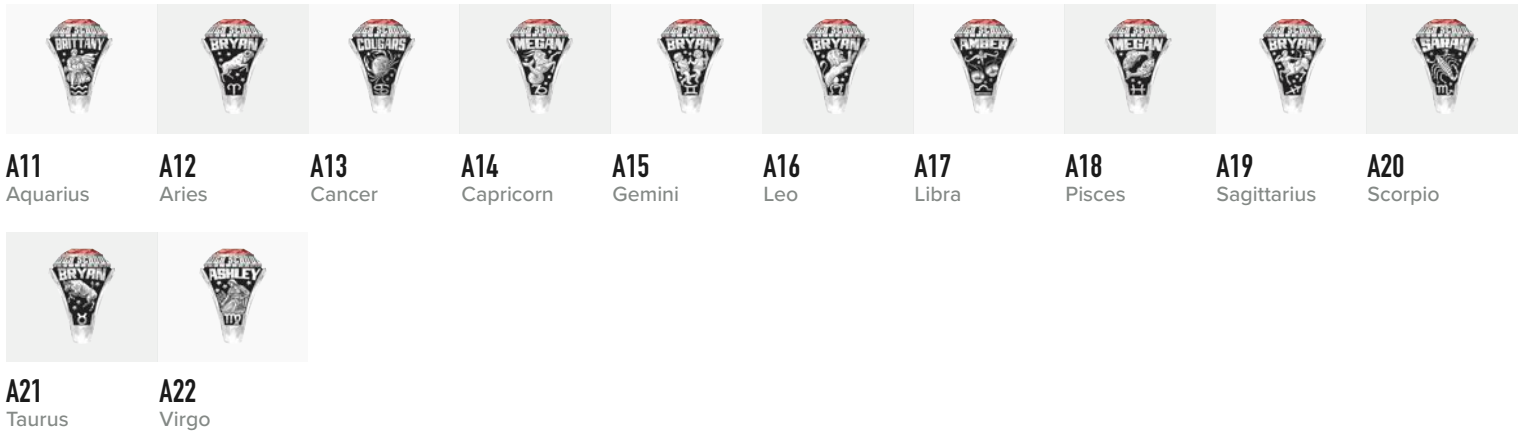 BRITTANY
BRYAN
COUGARS
MEGAN
BRYAN
BRYAN
AMBER
MEGAN
BRYAN
SARAH
A11
Aquarius
A12
Aries
A13
Cancer
A14
Capricorn
A15
Gemini
A16
Leo
A17
Libra
A18
Pisces
A19
Sagittarius
A20
Scorpio
BRYAN
ASHLEY
A21
Taurus
A22
Virgo